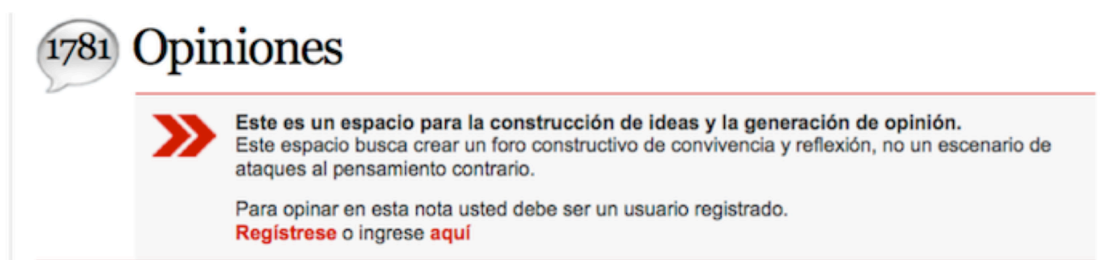 1781 Opiniones
Este es un espacio para la construcción de ideas y la generación de opinión.
Este espacio busca crear un foro constructivo de convivencia y reflexión, no un escenario de
ataques al pensamiento contrario.
Para opinar en esta nota usted debe ser un usuario registrado.
Regístrese o ingrese aquí